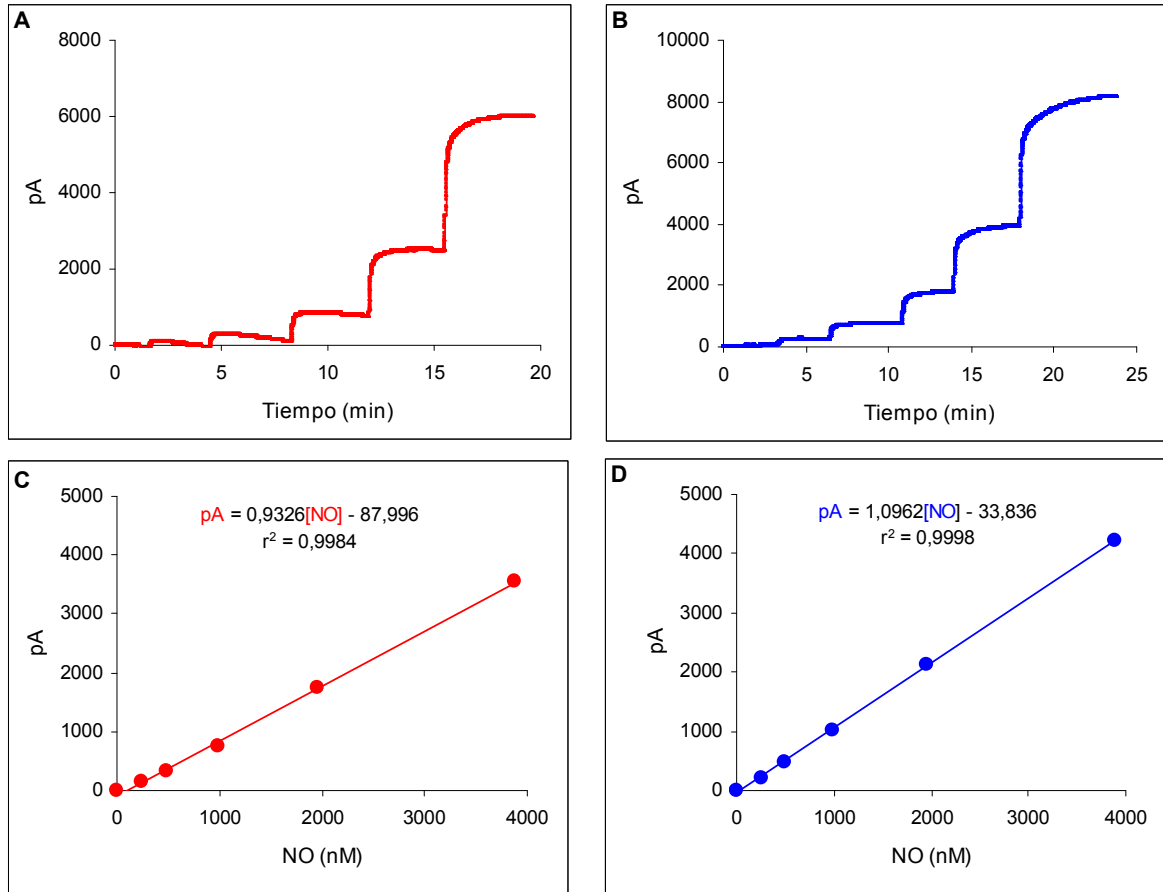 A
8000
6000
4000
2000
0
pA
0 5 10 15 20
Tiempo (min)
B
10000
8000
6000
4000
2000
0
pA
0 5 10 15 20 25
Tiempo (min)
C
pA = 0,9326[NO] - 87,996
r² = 0,9984
5000
4000
3000
2000
1000
0
pA
0 1000 2000 3000 4000
NO (nM)
D
pA = 1,0962[NO] - 33,836
r² = 0,9998
5000
4000
3000
2000
1000
0
pA
0 1000 2000 3000 4000
NO (nM)